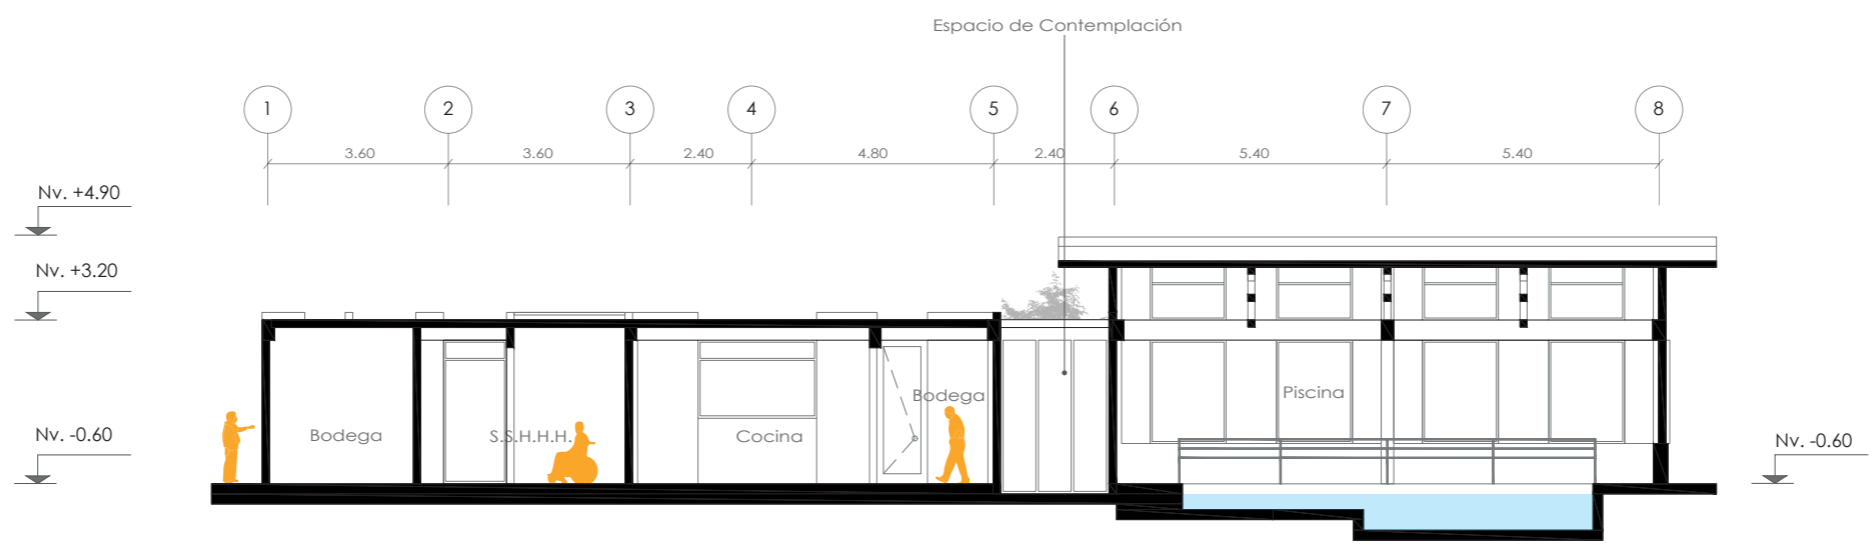 Espacio de Contemplación
1 2 3 4 5 6 7 8
3.60 3.60 2.40 4.80 2.40 5.40 5.40
Nv. +4.90
Nv. +3.20
Bodega
Piscina
Nv. -0.60
Bodega
S.S.H.H.H.
Cocina
Nv. -0.60